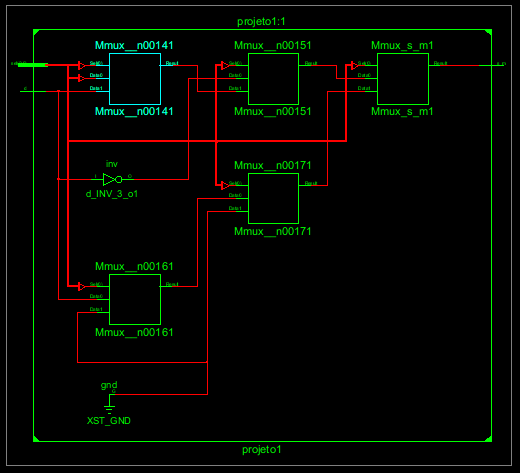 projeto1:1
Mmux__n00141
Mmux__n00151
Mmux_s_m1
Sel(0)
Data0
Data1
Result
Sel(0)
Data0
Data1
Result
Sel(0)
Data0
Data1
Result
Mmux__n00141
Mmux__n00151
Mmux_s_m1
inv
I
O
d_INV_3_o1
Sel(0)
Data0
Data1
Result
Mmux__n00171
Mmux__n00161
Sel(0)
Data0
Data1
Result
Mmux__n00161
gnd
XST_GND
projeto1